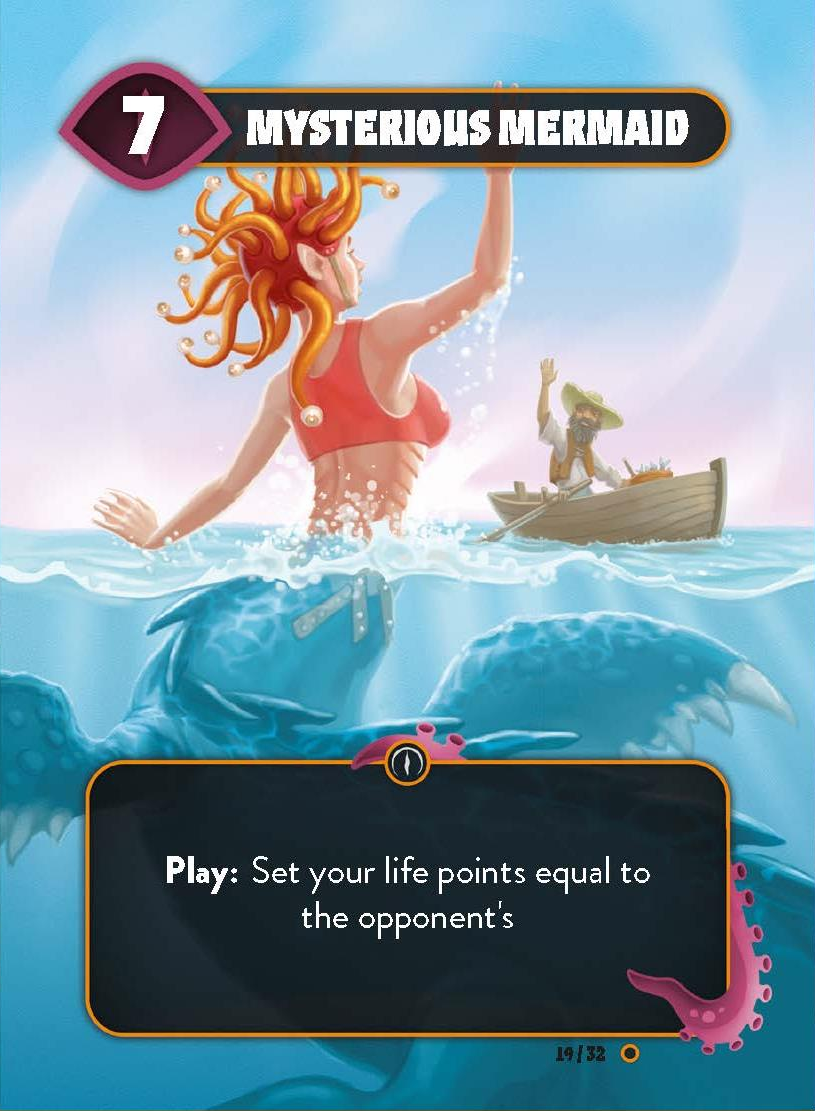 7
MYSTERIOUS MERMAID
Play: Set your life points equal to
the opponent's
19/32